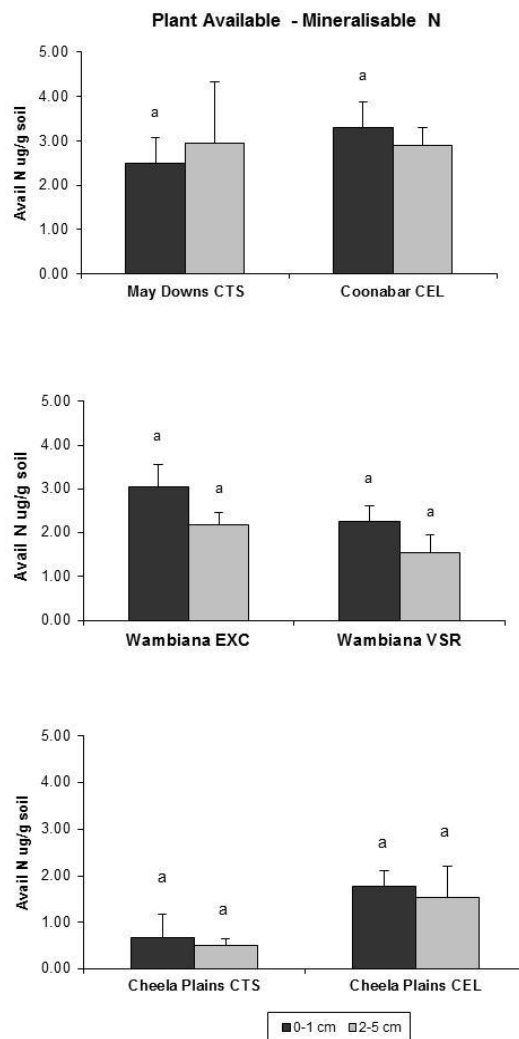 Plant Available - Mineralisable N
5.00
4.00
3.00
2.00
1.00
0.00
Avail N ug/g soil
a
a
May Downs CTS
Coonabar CEL
5.00
4.00
3.00
2.00
1.00
0.00
Avail N ug/g soil
a
a
a
a
Wambiana EXC
Wambiana VSR
5.00
4.00
3.00
2.00
1.00
0.00
Avail N ug/g soil
a
a
a
a
Cheela Plains CTS
Cheela Plains CEL
0-1 cm
2-5 cm